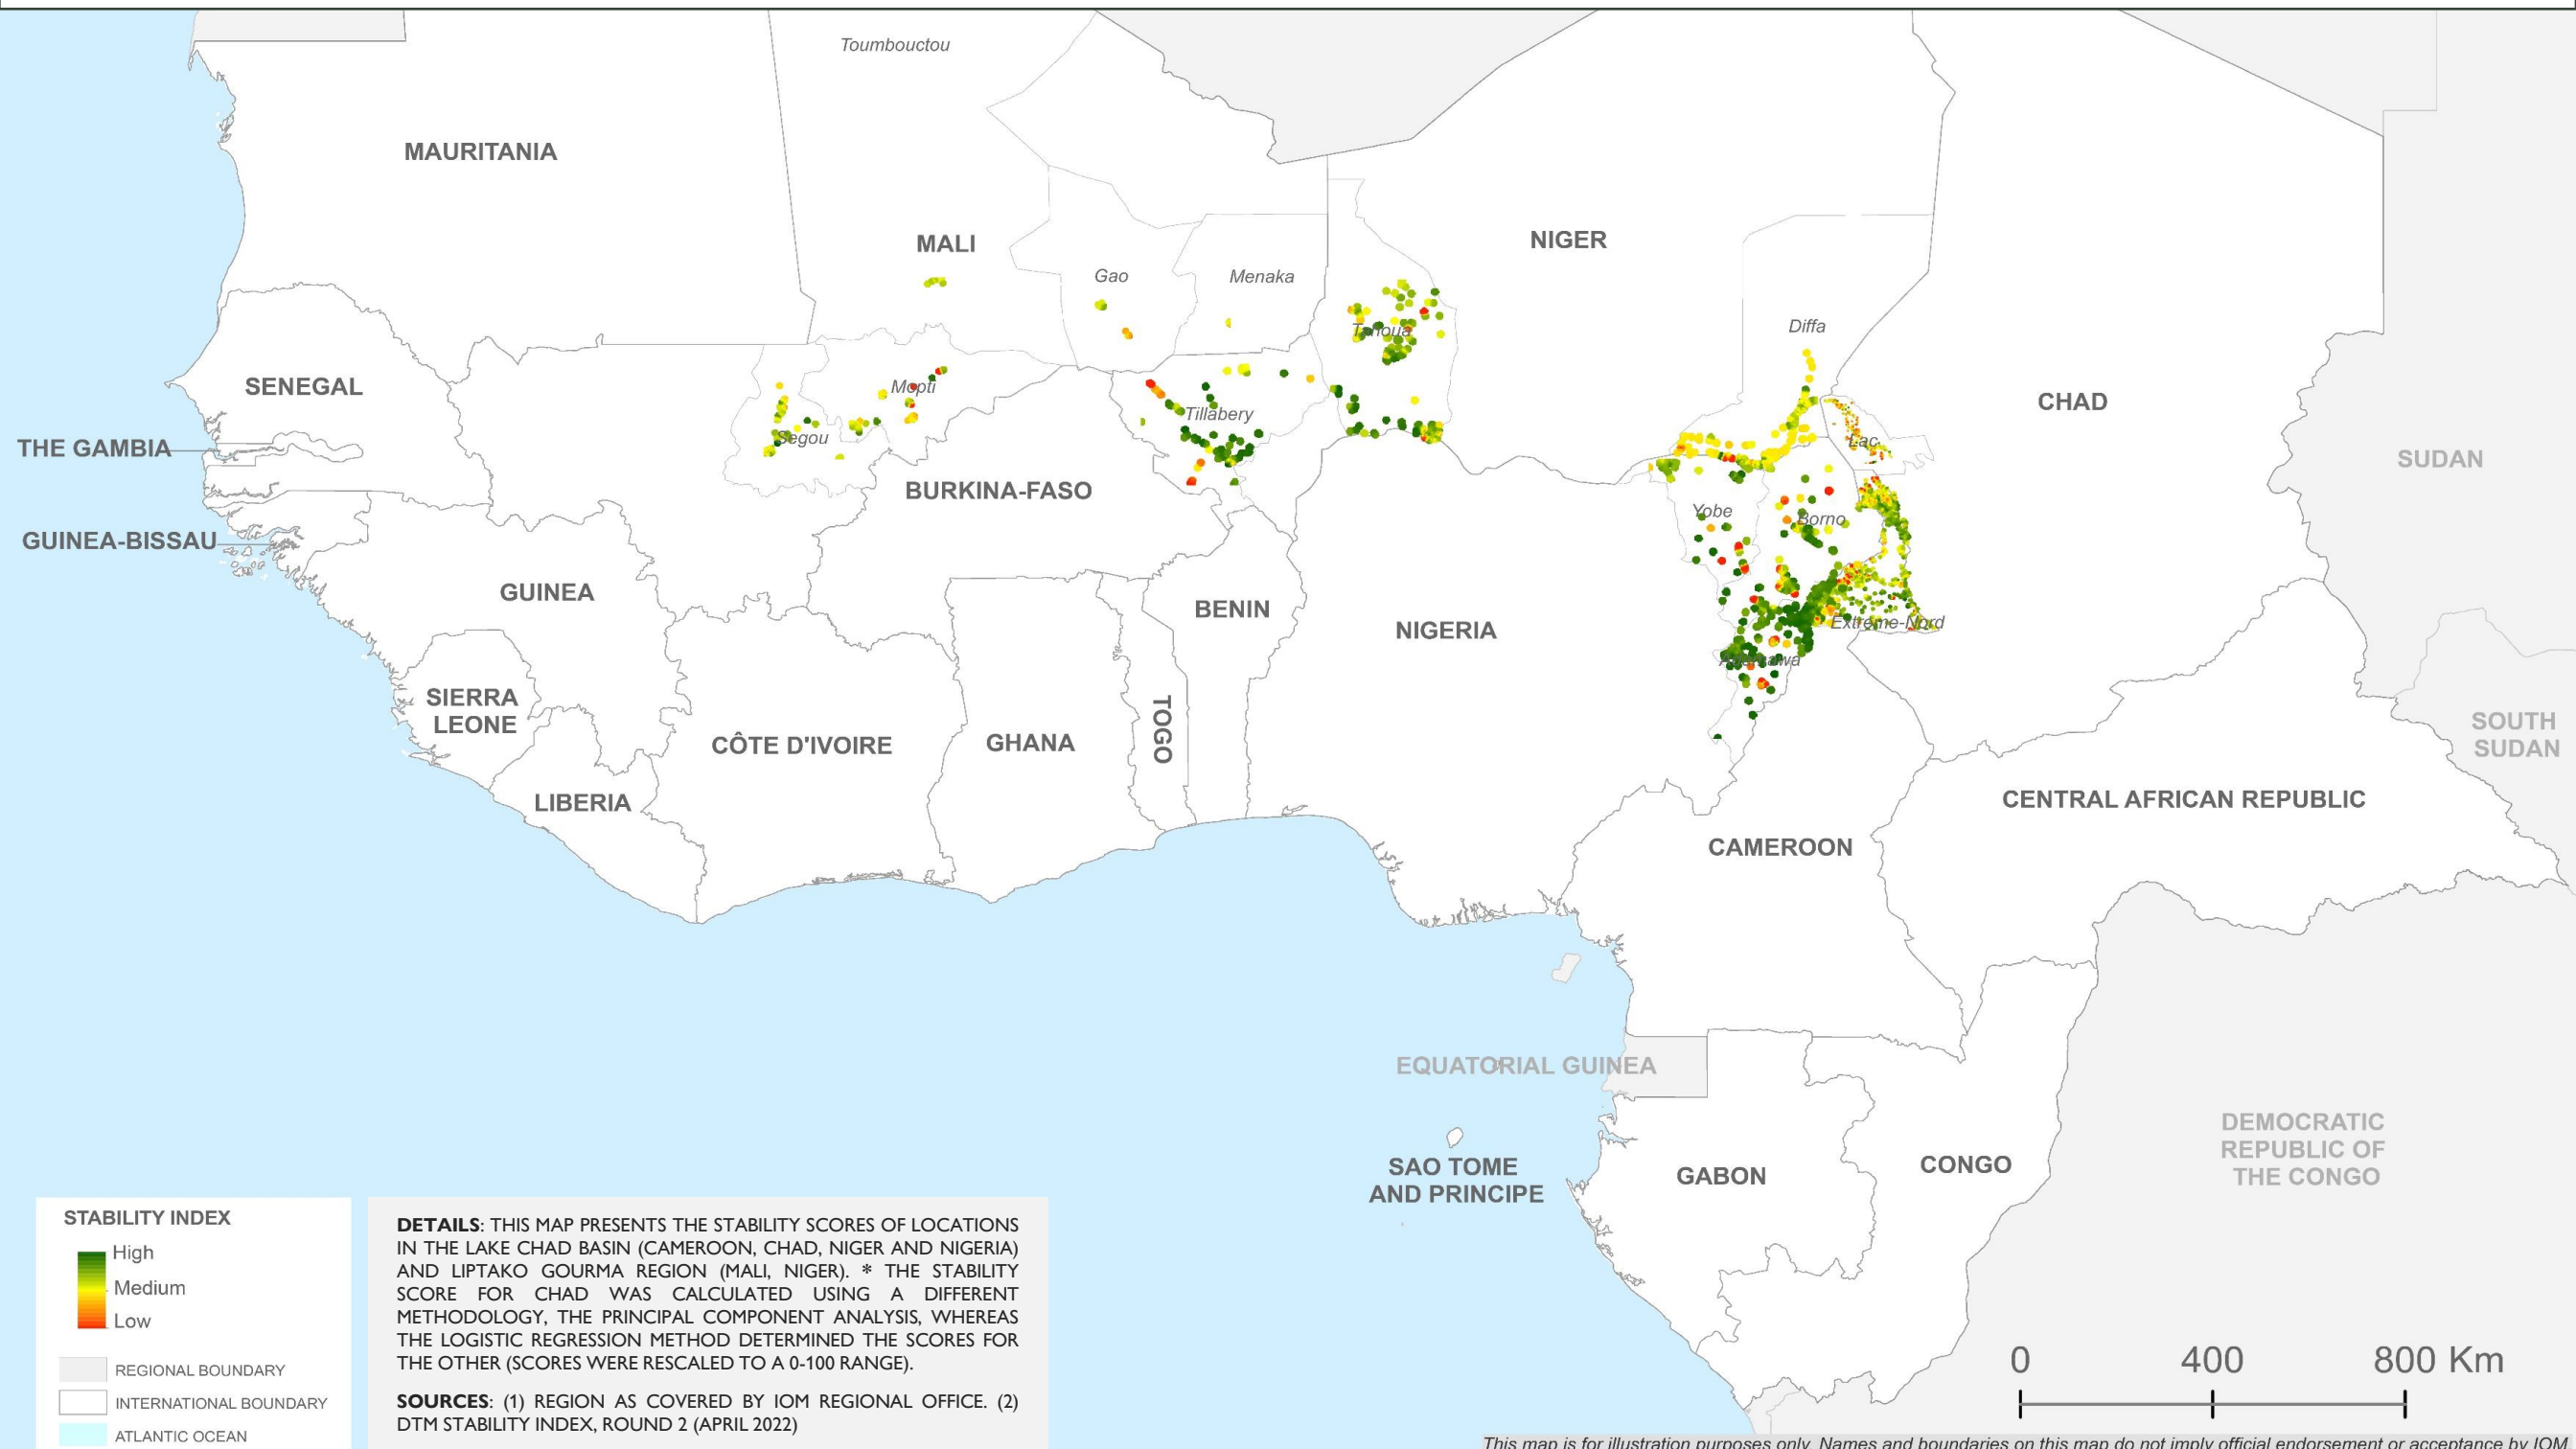 Toumbouctou
MAURITANIA
MALI
NIGER
Gao
Menaka
Tahoua
Diffa
SENEGAL
Mopti
CHAD
Tillabery
Segou
Lac
THE GAMBIA
SUDAN
BURKINA-FASO
Yobe
Borno
GUINEA-BISSAU
GUINEA
BENIN
NIGERIA
Extreme-Nord
Adamawa
SIERRA
LEONE
TOGO
CÔTE D'IVOIRE
GHANA
SOUTH
SUDAN
LIBERIA
CENTRAL AFRICAN REPUBLIC
CAMEROON
EQUATORIAL GUINEA
DEMOCRATIC
REPUBLIC OF
THE CONGO
SAO TOME
AND PRINCIPE
GABON
CONGO
STABILITY INDEX
High
Medium
Low
REGIONAL BOUNDARY
INTERNATIONAL BOUNDARY
ATLANTIC OCEAN
DETAILS: THIS MAP PRESENTS THE STABILITY SCORES OF LOCATIONS
IN THE LAKE CHAD BASIN (CAMEROON, CHAD, NIGER AND NIGERIA)
AND LIPTAKO GOURMA REGION (MALI, NIGER). * THE STABILITY
SCORE FOR CHAD WAS CALCULATED USING A DIFFERENT
METHODOLOGY, THE PRINCIPAL COMPONENT ANALYSIS, WHEREAS
THE LOGISTIC REGRESSION METHOD DETERMINED THE SCORES FOR
THE OTHER (SCORES WERE RESCALED TO A 0-100 RANGE).
SOURCES: (1) REGION AS COVERED BY IOM REGIONAL OFFICE. (2)
DTM STABILITY INDEX, ROUND 2 (APRIL 2022)
0 400 800 Km
This map is for illustration purposes only. Names and boundaries on this map do not imply official endorsement or acceptance by IOM.